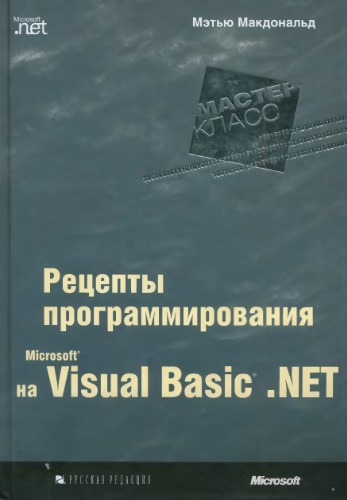 Microsoft
.net
Мэтью Макдональд
МАСТЕР
КЛАСС
Рецепты
программирования
Microsoft®
на Visual Basic® .NET
РУССКАЯ РЕДАКЦИЯ
Microsoft